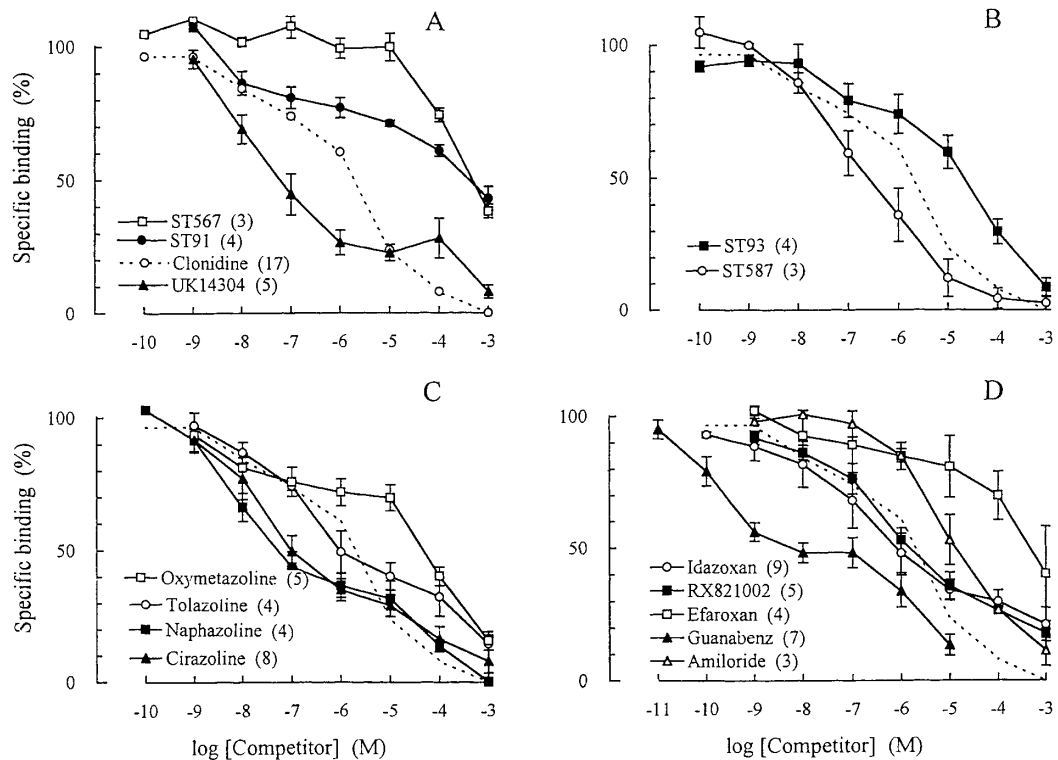 A
100
50
0
Specific binding (%)
ST567 (3)
ST91 (4)
Clonidine (17)
UK14304 (5)
-10 -9 -8 -7 -6 -5 -4 -3
B
100
50
0
ST93 (4)
ST587 (3)
-10 -9 -8 -7 -6 -5 -4 -3
C
100
50
0
Specific binding (%)
Oxymetazoline (5)
Tolazoline (4)
Naphazoline (4)
Cirazoline (8)
-10 -9 -8 -7 -6 -5 -4 -3
log [Competitor] (M)
D
100
50
0
Idazoxan (9)
RX821002 (5)
Efaroxan (4)
Guanabenz (7)
Amiloride (3)
-11 -10 -9 -8 -7 -6 -5 -4 -3
log [Competitor] (M)